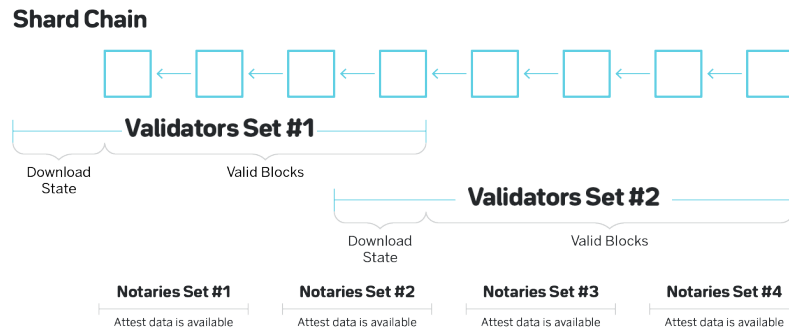 Shard Chain
Validators Set #1
Download
State
Valid Blocks
Validators Set #2
Download
State
Valid Blocks
Notaries Set #1
Notaries Set #2
Notaries Set #3
Notaries Set #4
Attest data is available
Attest data is available
Attest data is available
Attest data is available